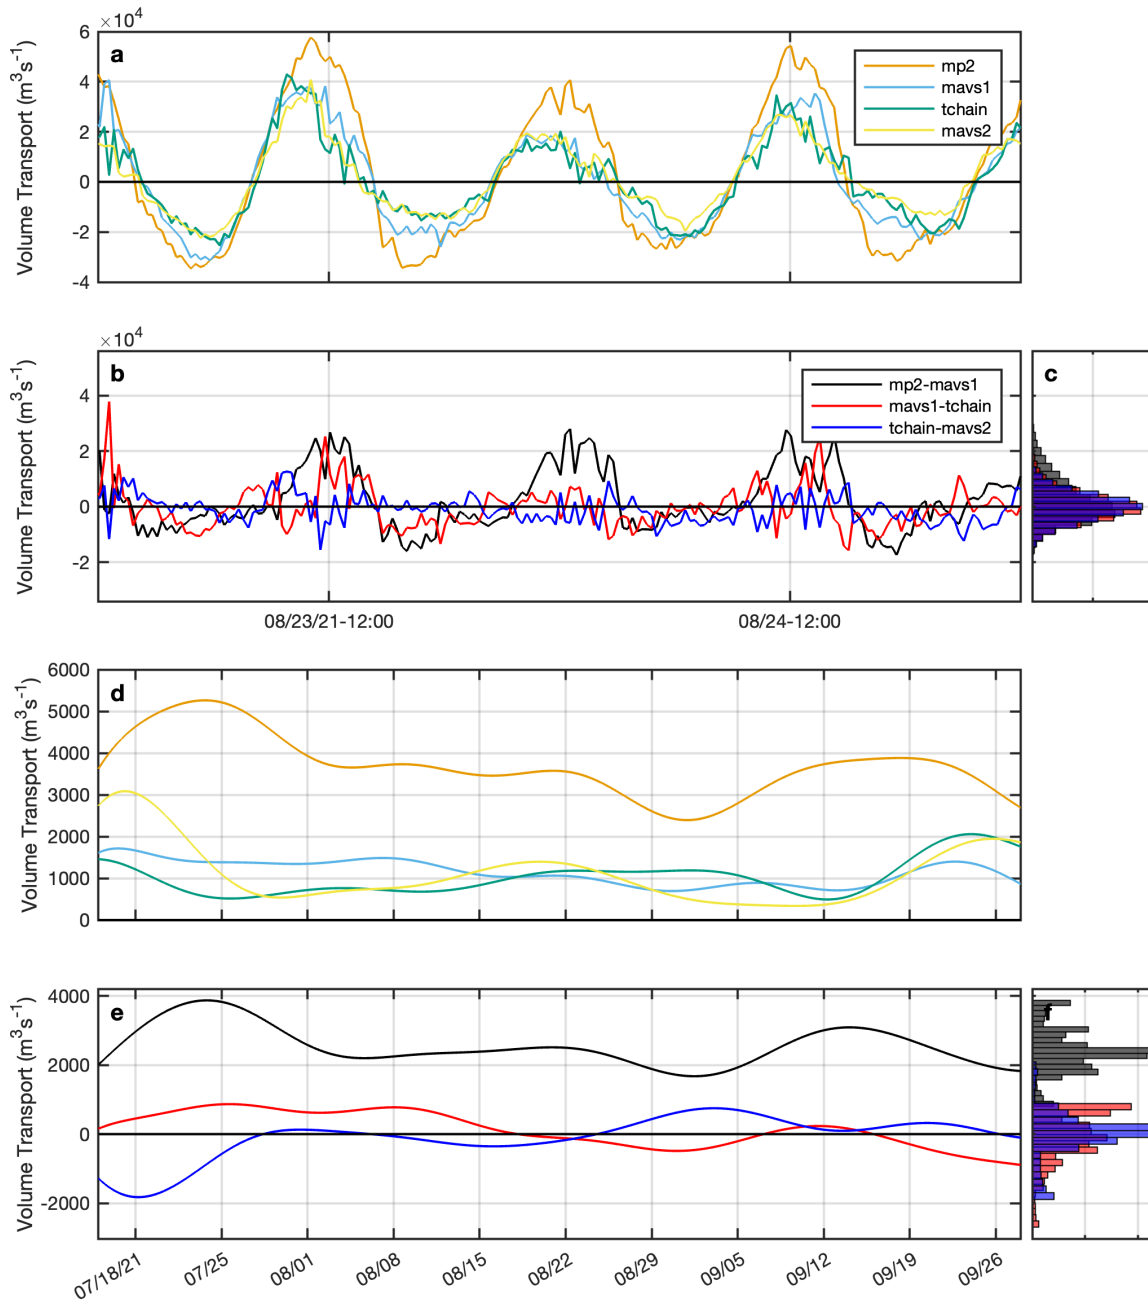 ×10⁴
a
Volume Transport (m³s⁻¹)
6
4
2
0
-2
-4
mp2
mavs1
tchain
mavs2
×10⁴
b
Volume Transport (m³s⁻¹)
4
2
0
-2
mp2-mavs1
mavs1-tchain
tchain-mavs2
c
08/23/21-12:00
08/24-12:00
d
Volume Transport (m³s⁻¹)
6000
5000
4000
3000
2000
1000
0
e
Volume Transport (m³s⁻¹)
4000
2000
0
-2000
f
07/18/21
07/25
08/01
08/08
08/15
08/22
08/29
09/05
09/12
09/19
09/26